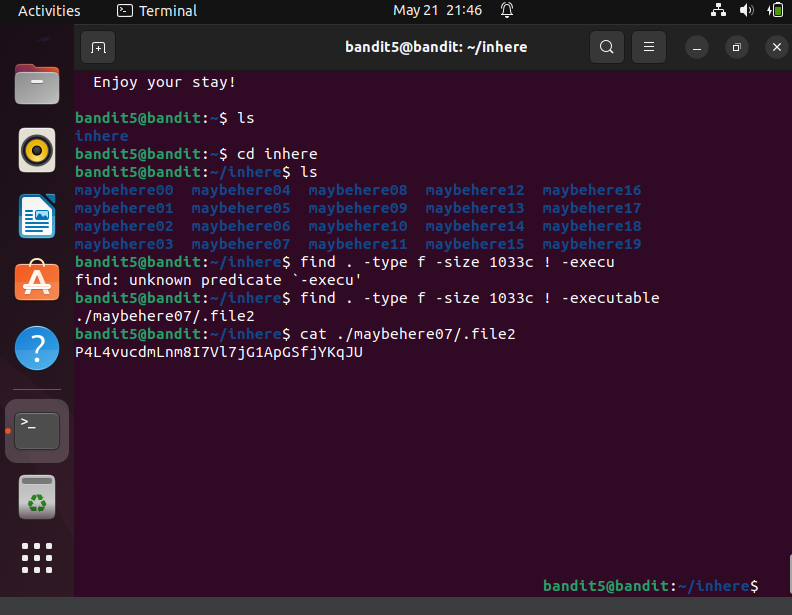 Activities Terminal May 21 21:46
bandit5@bandit: ~/inhere
Enjoy your stay!
bandit5@bandit:~$ ls
inhere
bandit5@bandit:~$ cd inhere
bandit5@bandit:~/inhere$ ls
maybehere00 maybehere04 maybehere08 maybehere12 maybehere16
maybehere01 maybehere05 maybehere09 maybehere13 maybehere17
maybehere02 maybehere06 maybehere10 maybehere14 maybehere18
maybehere03 maybehere07 maybehere11 maybehere15 maybehere19
bandit5@bandit:~/inhere$ find . -type f -size 1033c ! -execu
find: unknown predicate `-execu'
bandit5@bandit:~/inhere$ find . -type f -size 1033c ! -executable
./maybehere07/.file2
bandit5@bandit:~/inhere$ cat ./maybehere07/.file2
P4L4vucdmLnm8I7Vl7jG1ApGSfjYKqJU
bandit5@bandit:~/inhere$